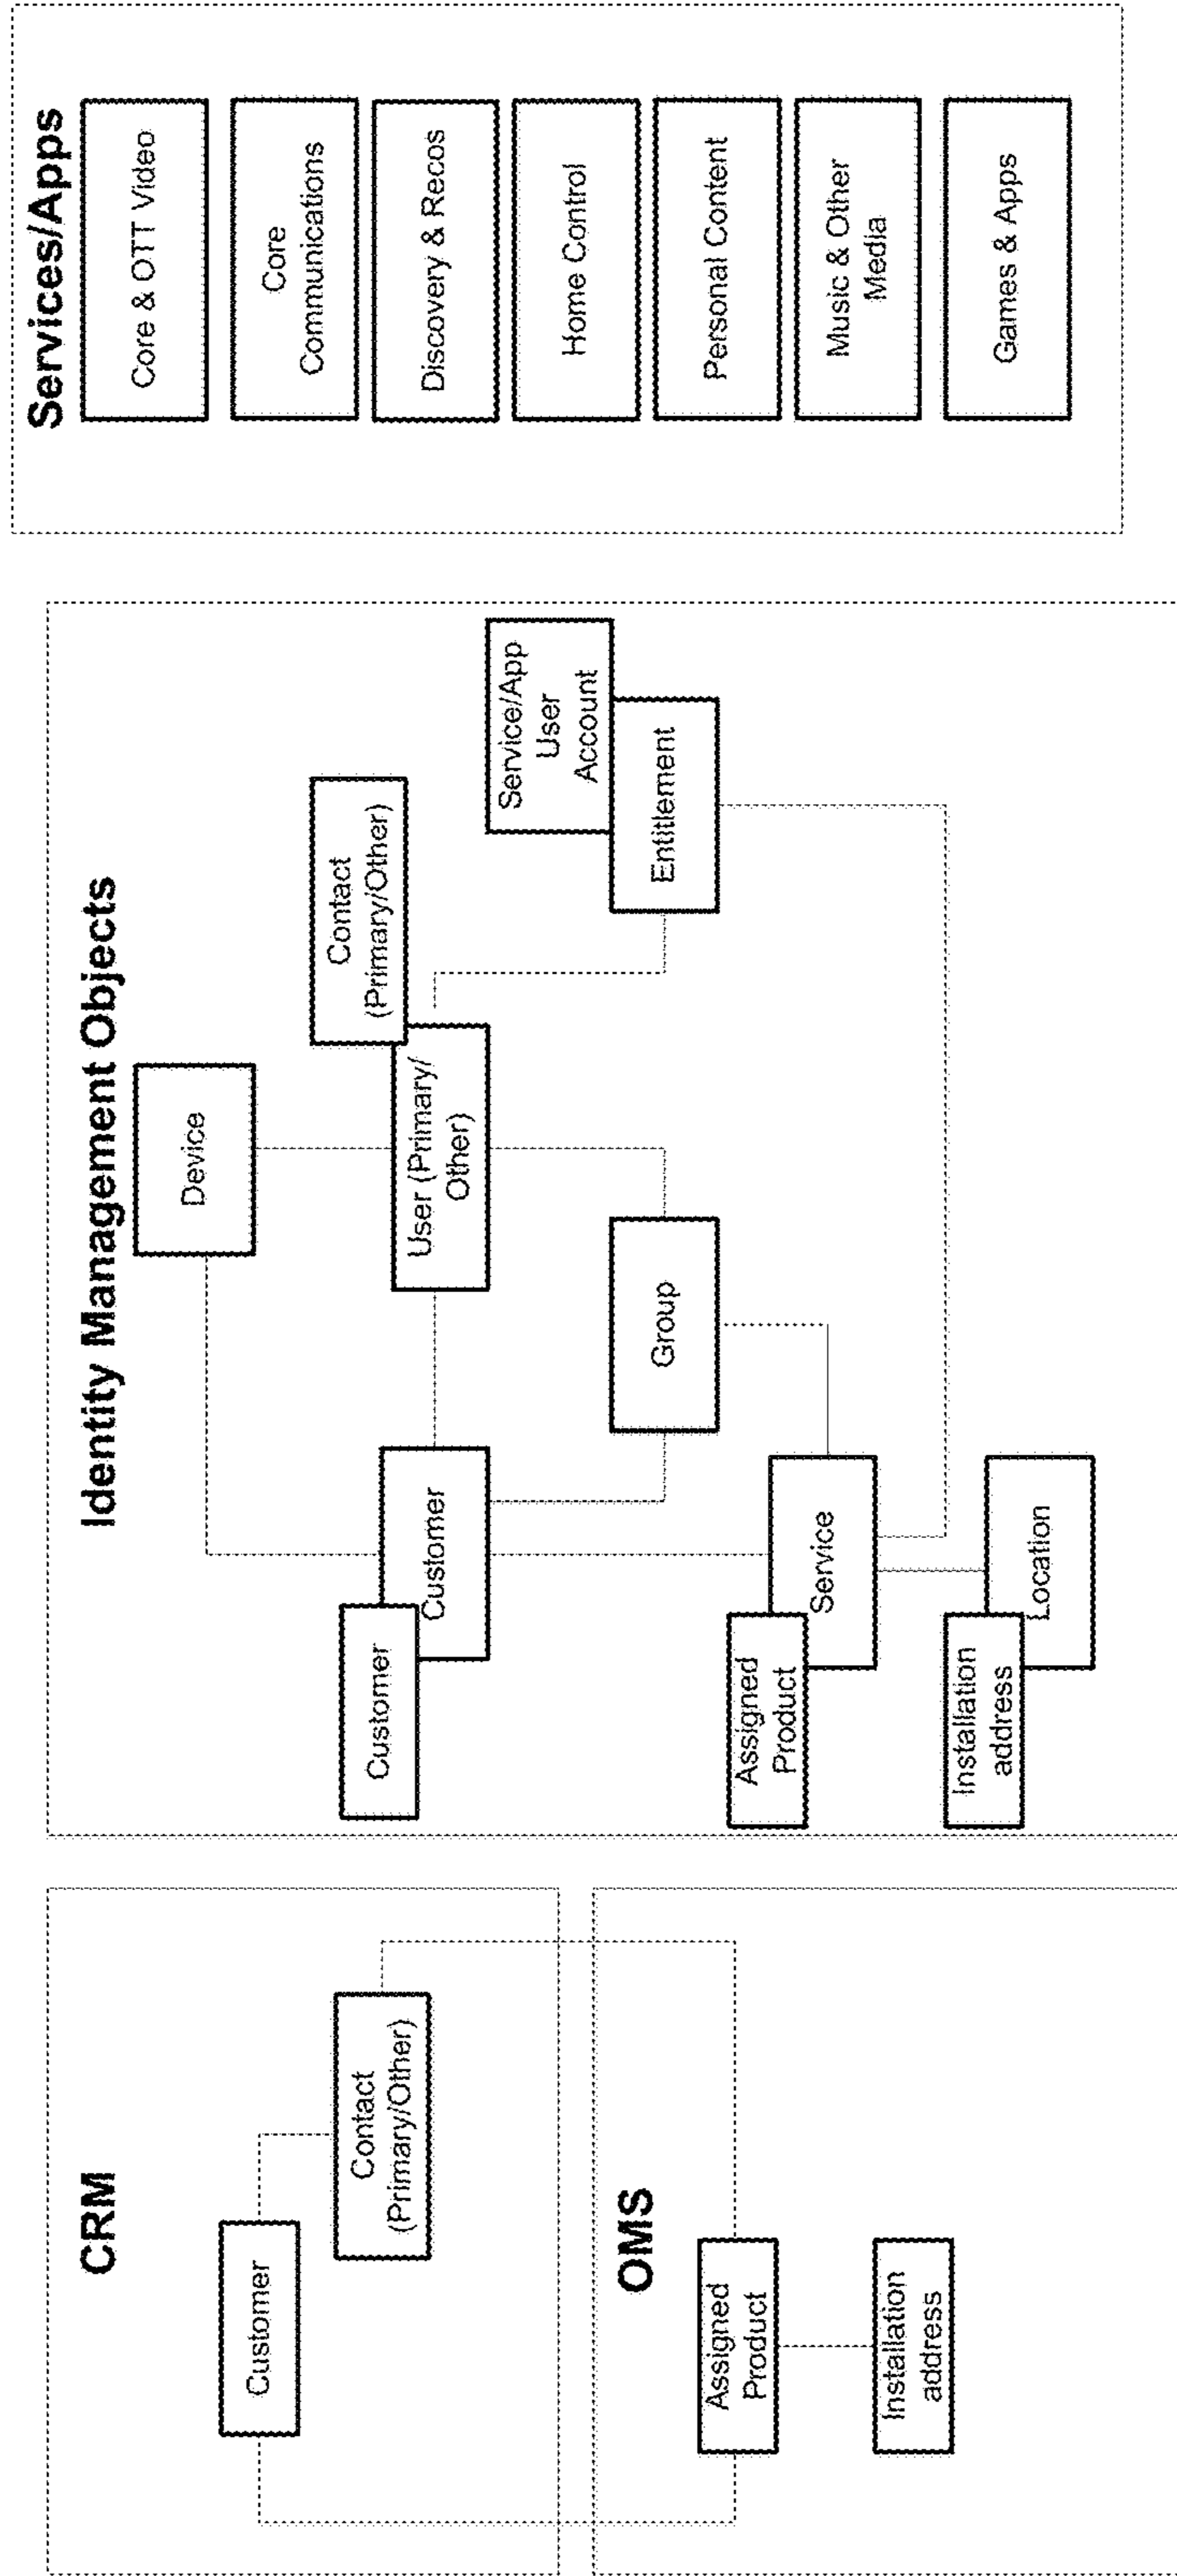 CRM
Customer
Contact
(Primary/Other)
OMS
Assigned
Product
Installation
address
Identity Management Objects
Device
Contact
(Primary/Other)
User (Primary/
Other)
Customer
Customer
Group
Service/App
User
Account
Entitlement
Assigned
Product
Service
Installation
address
Location
Services/Apps
Core & OTT Video
Core
Communications
Discovery & Recos
Home Control
Personal Content
Music & Other
Media
Games & Apps